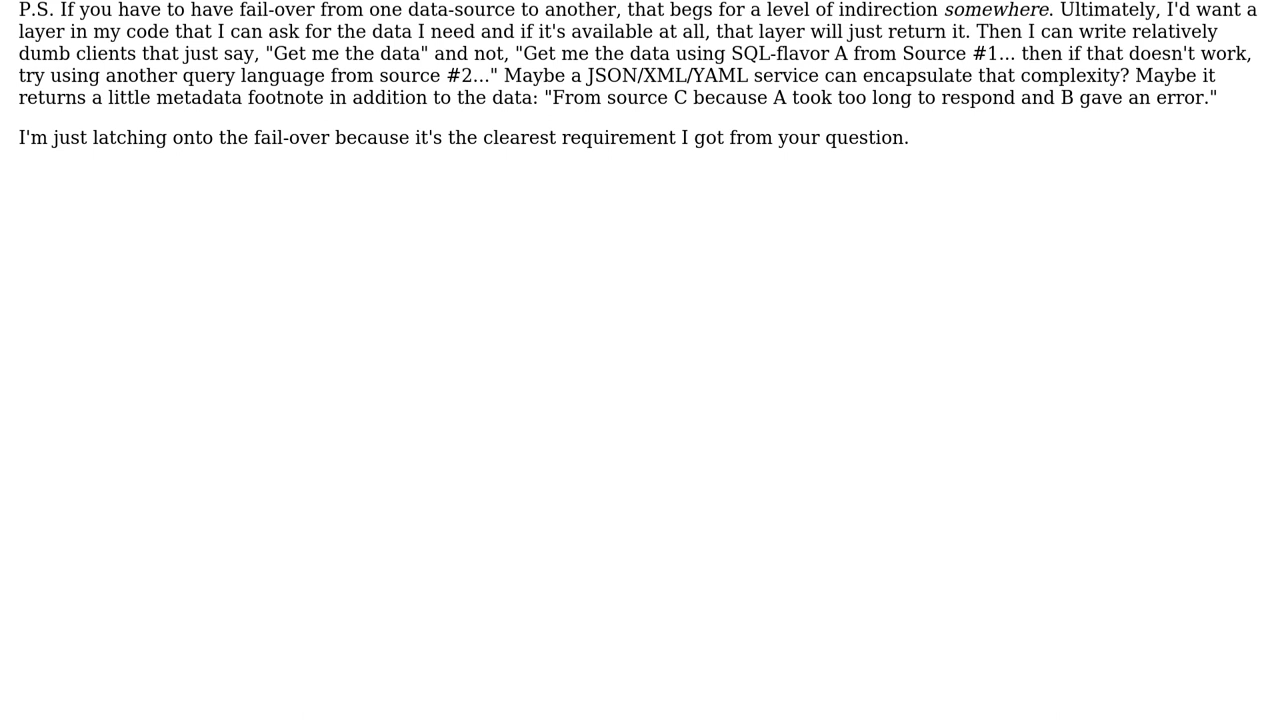 P.S. If you have to have fail-over from one data-source to another, that begs for a level of indirection somewhere. Ultimately, I'd want a
layer in my code that I can ask for the data I need and if it's available at all, that layer will just return it. Then I can write relatively
dumb clients that just say, "Get me the data" and not, "Get me the data using SQL-flavor A from Source #1... then if that doesn't work,
try using another query language from source #2..." Maybe a JSON/XML/YAML service can encapsulate that complexity? Maybe it
returns a little metadata footnote in addition to the data: "From source C because A took too long to respond and B gave an error."
I'm just latching onto the fail-over because it's the clearest requirement I got from your question.